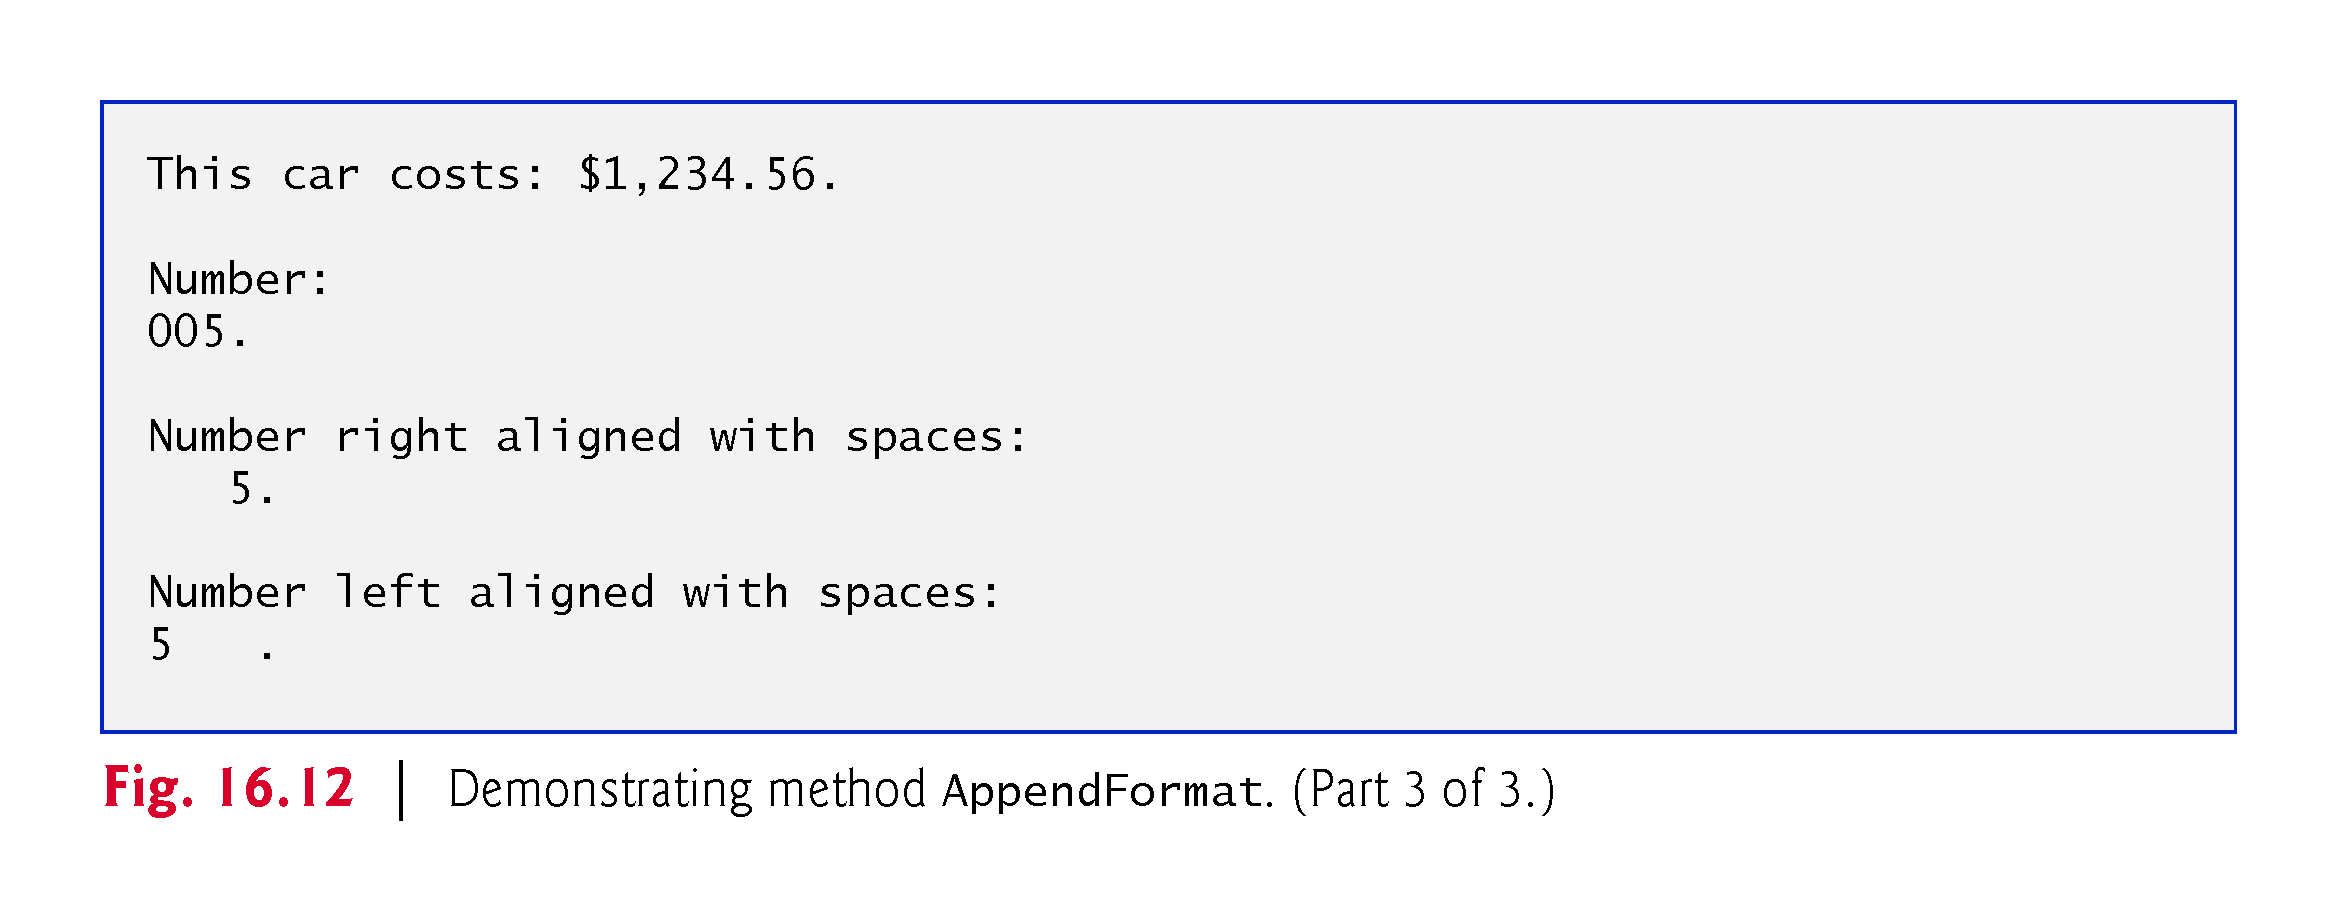 This car costs: $1,234.56.
Number:
005.
Number right aligned with spaces:
   5.
Number left aligned with spaces:
5   .
Fig. 16.12 | Demonstrating method AppendFormat. (Part 3 of 3.)